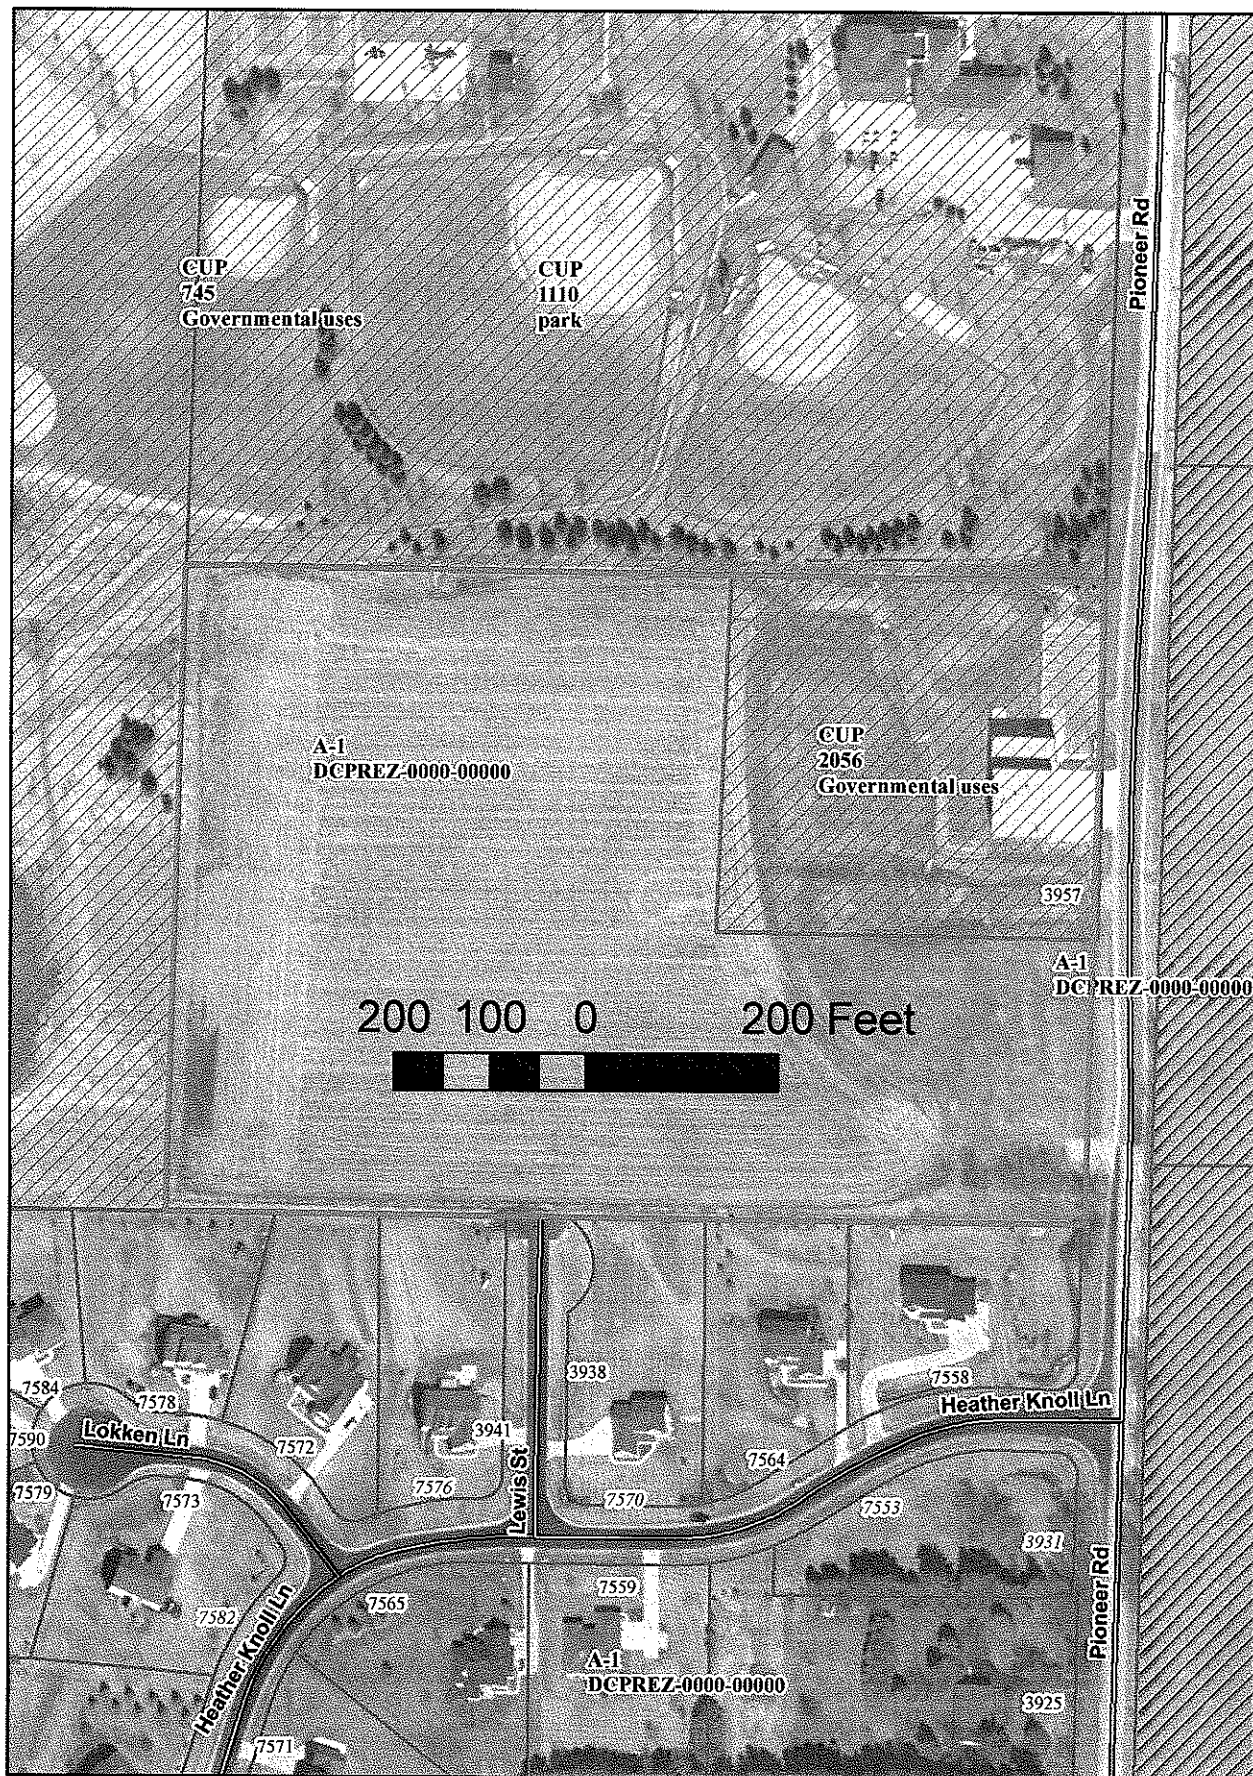 Pioneer Rd
CUP
745
Governmental uses
CUP
1110
park
A-1
DCPREZ-0000-00000
CUP
2056
Governmental uses
3957
A-1
DCPREZ-0000-00000
200 100 0 200 Feet
7584
7578
7590
Lokken Ln
7579
7573
7572
3941
7576
Lewis St
3938
7570
7564
7558
Heather Knoll Ln
7553
3931
Pioneer Rd
7582
Heather Knoll Ln
7565
7559
A-1
DCPREZ-0000-00000
3925
7571